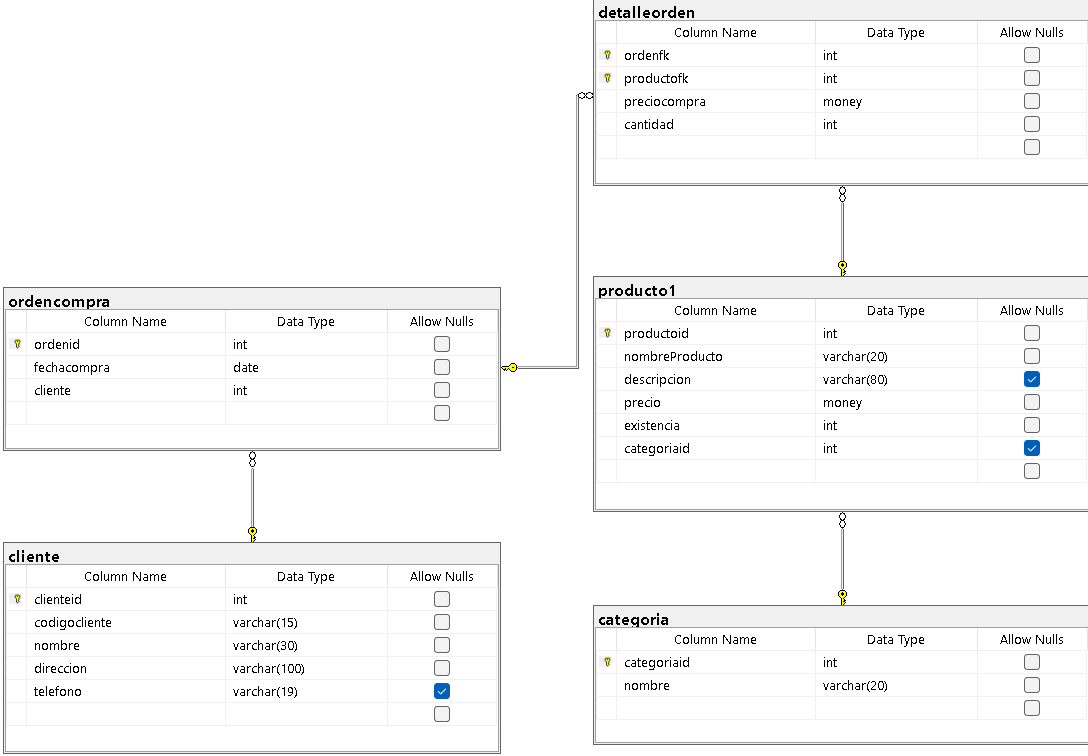 detalleorden
Column Name Data Type Allow Nulls
ordenfk int
productofk int
preciocompra money
cantidad int
ordencompra
Column Name Data Type Allow Nulls
ordenid int
fechacompra date
cliente int
producto1
Column Name Data Type Allow Nulls
productoid int
nombreProducto varchar(20)
descripcion varchar(80)
precio money
existencia int
categoriaid int
cliente
Column Name Data Type Allow Nulls
clienteid int
codigocliente varchar(15)
nombre varchar(30)
direccion varchar(100)
telefono varchar(19)
categoria
Column Name Data Type Allow Nulls
categoriaid int
nombre varchar(20)